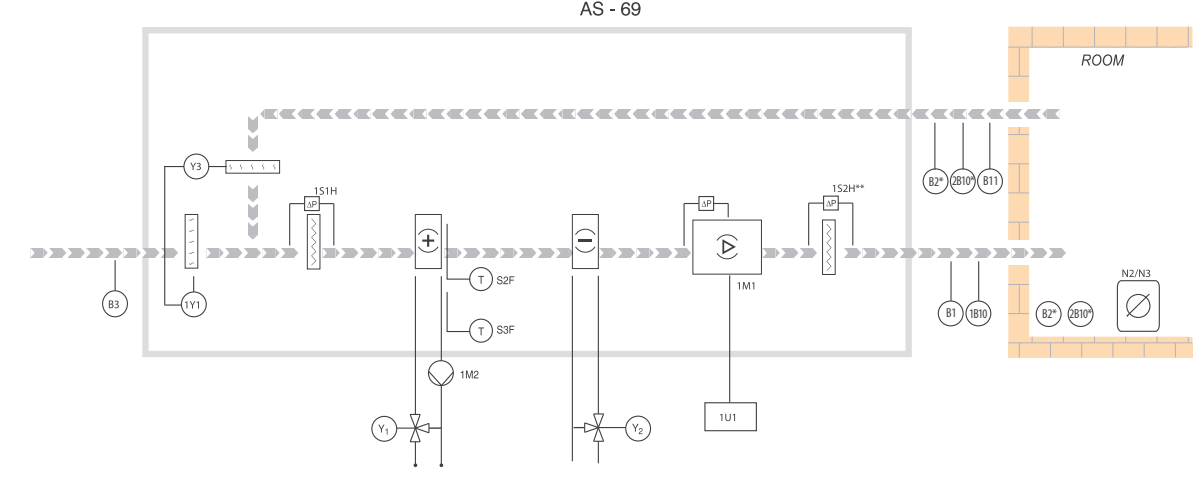 AS - 69
ROOM
Y3
1S1H
ΔP
ΔP
1S2H**
ΔP
B2*
2B10*
B11
B3
1Y1
T S2F
T S3F
1M1
B1
1B10
B2*
2B10*
N2/N3
1M2
Y1
Y2
1U1